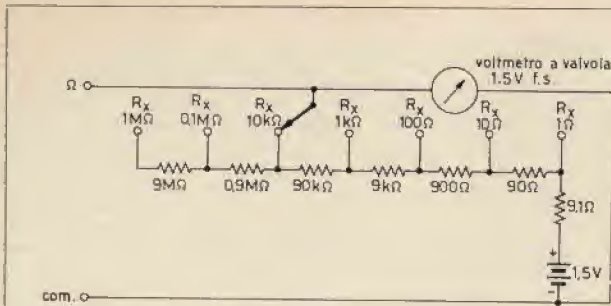 voltmetro a valvola
1.5V f.s.
Ω
Rx Rx Rx Rx Rx Rx Rx
1MΩ 0,1MΩ 10kΩ 1kΩ 100Ω 10Ω 1Ω
9MΩ 0,9MΩ 90kΩ 9kΩ 900Ω 90Ω
9,1Ω
+
1,5V
-
com.